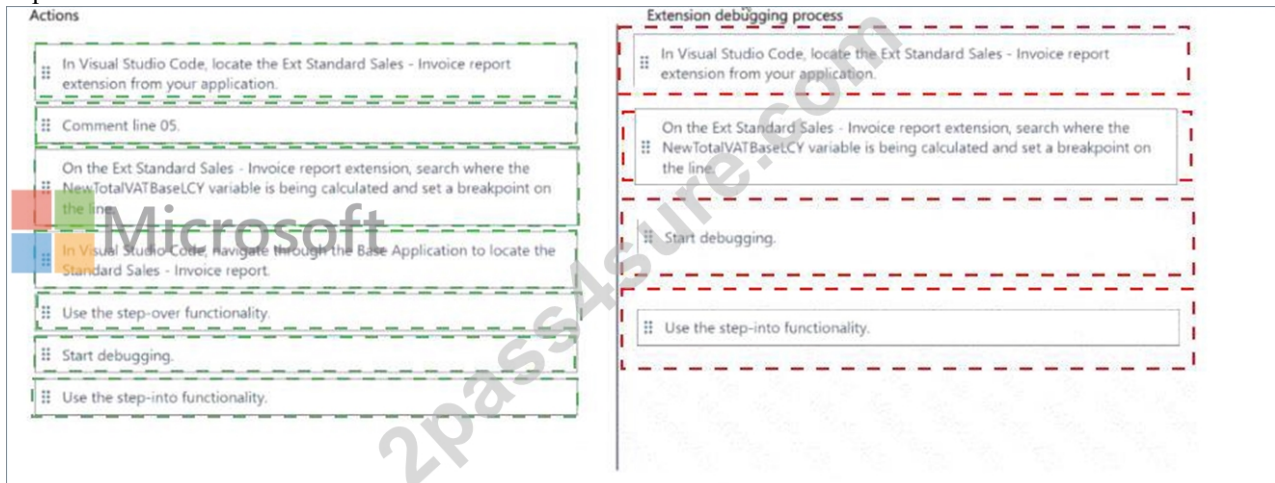 Actions
In Visual Studio Code, locate the Ext Standard Sales - Invoice report
extension from your application.
Comment line 05.
On the Ext Standard Sales - Invoice report extension, search where the
NewTotalVATBaseLCY variable is being calculated and set a breakpoint on
the line.
Microsoft
In Visual Studio Code, navigate through the Base Application to locate the
Standard Sales - Invoice report.
Use the step-over functionality.
Start debugging.
Use the step-into functionality.
Extension debugging process
In Visual Studio Code, locate the Ext Standard Sales - Invoice report
extension from your application.
On the Ext Standard Sales - Invoice report extension, search where the
NewTotalVATBaseLCY variable is being calculated and set a breakpoint on
the line.
Start debugging.
Use the step-into functionality.
2pass4sure.com